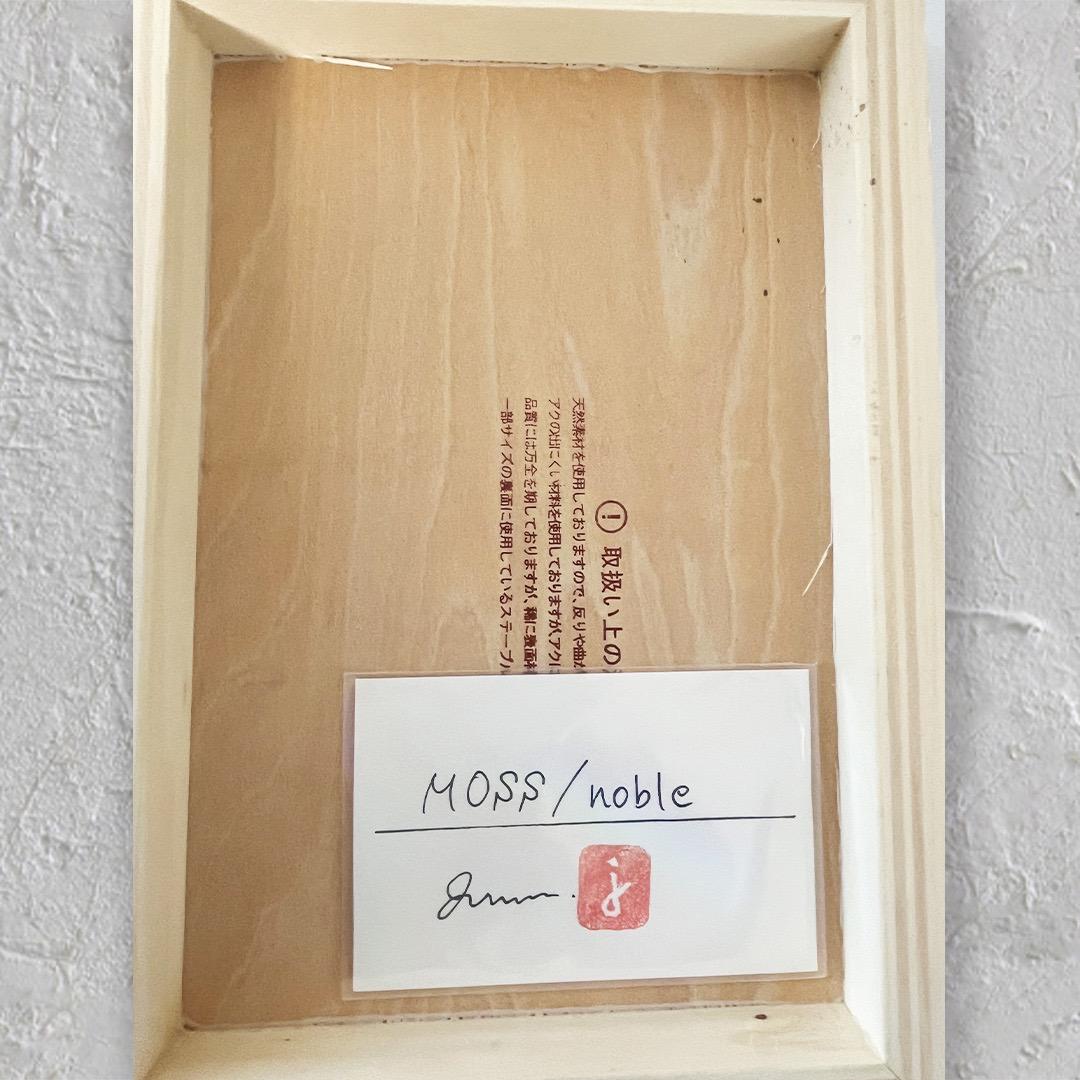 ! 取扱い上の
天然素材を使用しておりますので、反りや曲が
アクの出にくい材料を使用しておりますが、アクに
品質には万全を期しておりますが、稀に表面
一部サイズの裏面に使用しているステープル
MOSS/noble
j